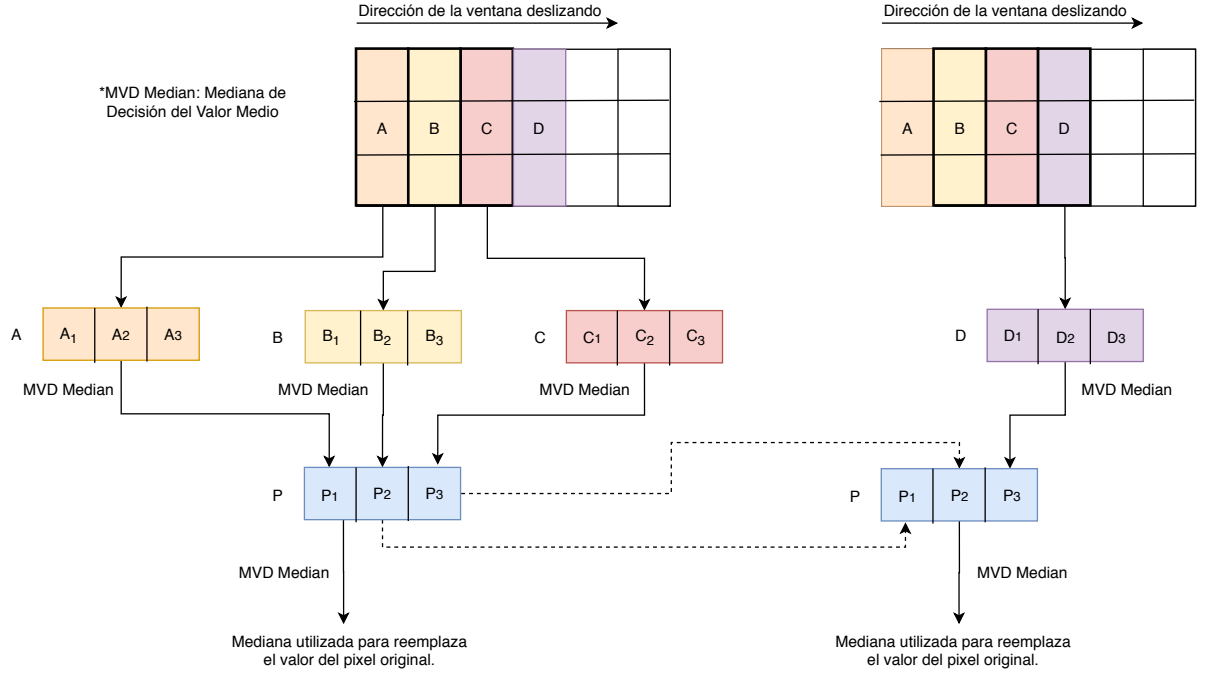 Dirección de la ventana deslizando
Dirección de la ventana deslizando
*MVD Median: Mediana de
Decisión del Valor Medio
A B C D
A B C D
A A1 A2 A3
B B1 B2 B3
C C1 C2 C3
D D1 D2 D3
MVD Median
MVD Median
MVD Median
MVD Median
P P1 P2 P3
P P1 P2 P3
MVD Median
MVD Median
Mediana utilizada para reemplaza
el valor del pixel original.
Mediana utilizada para reemplaza
el valor del pixel original.